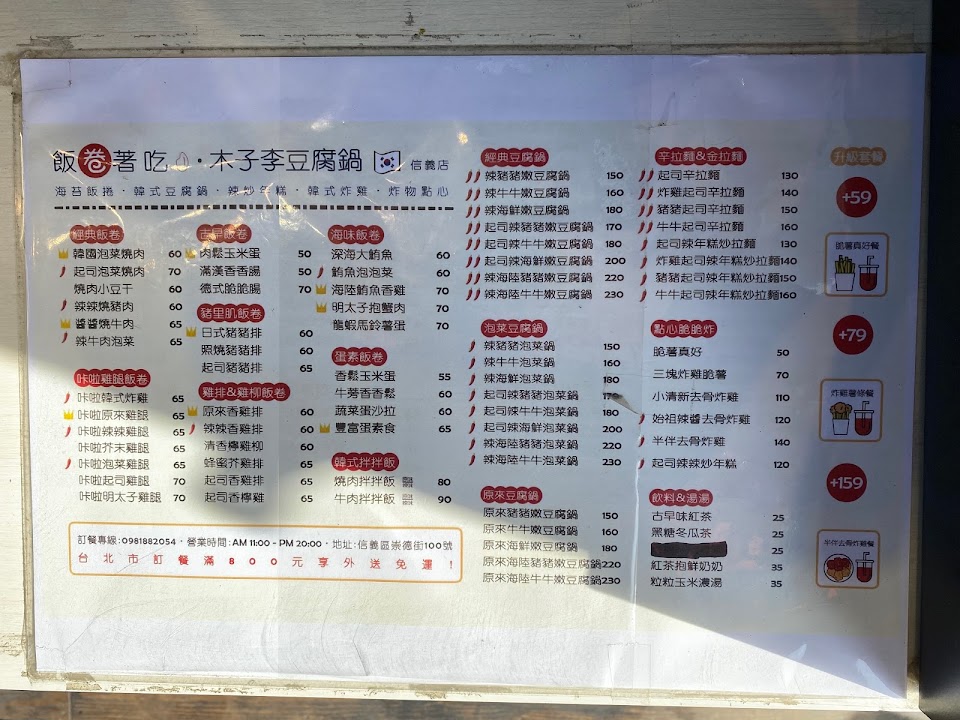 飯卷著吃·木子李豆腐鍋 信義店
海苔飯捲·韓式豆腐鍋·辣炒年糕·韓式炸雞·炸物點心
經典飯卷
韓國泡菜燒肉 60
起司泡菜燒肉 70
燒肉小豆干 60
辣辣燒豬肉 60
醬醬燒牛肉 65
辣牛肉泡菜 65
咔啦雞腿飯卷
咔啦韓式炸雞 65
咔啦原來雞腿 65
咔啦辣辣雞腿 65
咔啦芥末雞腿 65
咔啦泡菜雞腿 65
咔啦起司雞腿 70
咔啦明太子雞腿 70
古早飯卷
肉鬆玉米蛋 50
滿漢香香腸 50
德式脆脆腸 70
豬里肌飯卷
日式豬豬排 60
照燒豬豬排 60
起司豬豬排 65
雞排&雞柳飯卷
原來香雞排 60
辣辣香雞排 60
清香檸雞柳 60
蜂蜜芥雞排 65
起司香雞排 65
起司香檸雞 65
海味飯卷
深海大鮪魚 60
鮪魚泡泡菜 60
海陸鮪魚香雞 70
明太子抱蟹肉 70
龍蝦馬鈴薯蛋 70
蛋素飯卷
香鬆玉米蛋 55
牛蒡香香鬆 60
蔬菜蛋沙拉 60
豐富蛋素食 65
韓式拌拌飯
燒肉拌拌飯 80
牛肉拌拌飯 90
訂餐專線:0981882054·營業時間:AM 11:00 - PM 20:00·地址:信義區崇德街100號
台北市訂餐滿800元享外送免運!
經典豆腐鍋
辣豬豬嫩豆腐鍋 150
辣牛牛嫩豆腐鍋 160
辣海鮮嫩豆腐鍋 180
起司辣豬豬嫩豆腐鍋 170
起司辣牛牛嫩豆腐鍋 180
起司辣海鮮嫩豆腐鍋 200
辣海陸豬豬嫩豆腐鍋 220
辣海陸牛牛嫩豆腐鍋 230
泡菜豆腐鍋
辣豬豬泡菜鍋 150
辣牛牛泡菜鍋 160
辣海鮮泡菜鍋 180
起司辣豬豬泡菜鍋 170
起司辣牛牛泡菜鍋 180
起司辣海鮮泡菜鍋 200
辣海陸豬豬泡菜鍋 220
辣海陸牛牛泡菜鍋 230
原來豆腐鍋
原來豬豬嫩豆腐鍋 150
原來牛牛嫩豆腐鍋 160
原來海鮮嫩豆腐鍋 180
原來海陸豬豬嫩豆腐鍋 220
原來海陸牛牛嫩豆腐鍋 230
辛拉麵&金拉麵
起司辛拉麵 130
炸雞起司辛拉麵 140
豬豬起司辛拉麵 150
牛牛起司辛拉麵 160
起司辣年糕炒拉麵 130
炸雞起司辣年糕炒拉麵 140
豬豬起司辣年糕炒拉麵 150
牛牛起司辣年糕炒拉麵 160
點心脆脆炸
脆薯真好 50
三塊炸雞脆薯 70
小清新去骨炸雞 110
始祖辣醬去骨炸雞 120
半伴去骨炸雞 140
起司辣辣炒年糕 120
飲料&湯湯
古早味紅茶 25
黑糖冬瓜茶 25
25
紅茶抱鮮奶奶 35
粒粒玉米濃湯 35
升級套餐
+59
脆薯真好餐
+79
炸雞薯條餐
+159
半伴去骨炸雞餐